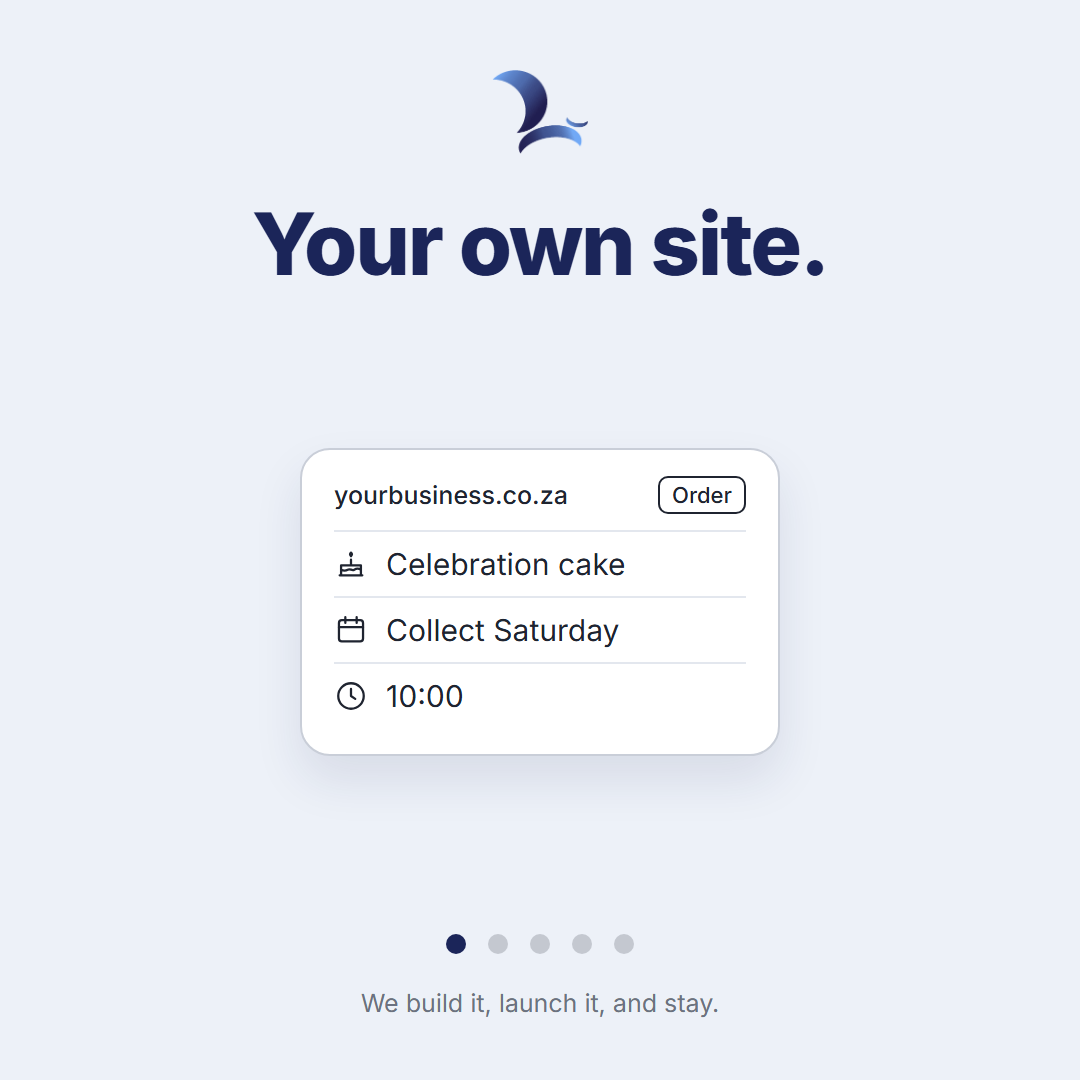 Your own site.
yourbusiness.co.za
Order
Celebration cake
Collect Saturday
10:00
We build it, launch it, and stay.